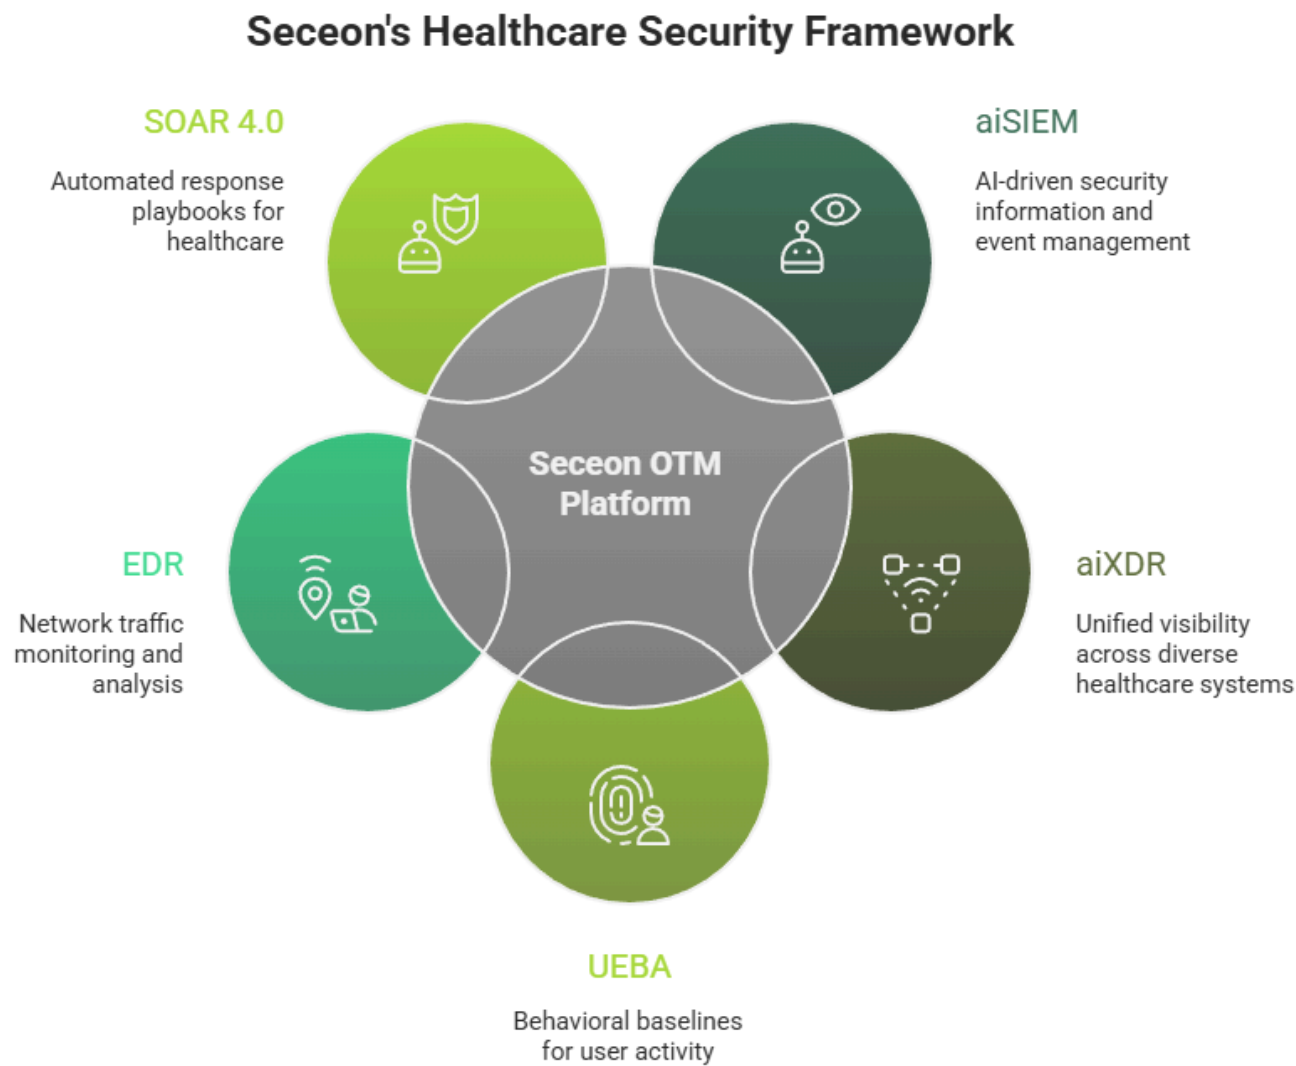 Seceon's Healthcare Security Framework
SOAR 4.0
Automated response
playbooks for
healthcare
aiSIEM
AI-driven security
information and
event management
Seceon OTM
Platform
EDR
Network traffic
monitoring and
analysis
aiXDR
Unified visibility
across diverse
healthcare systems
UEBA
Behavioral baselines
for user activity